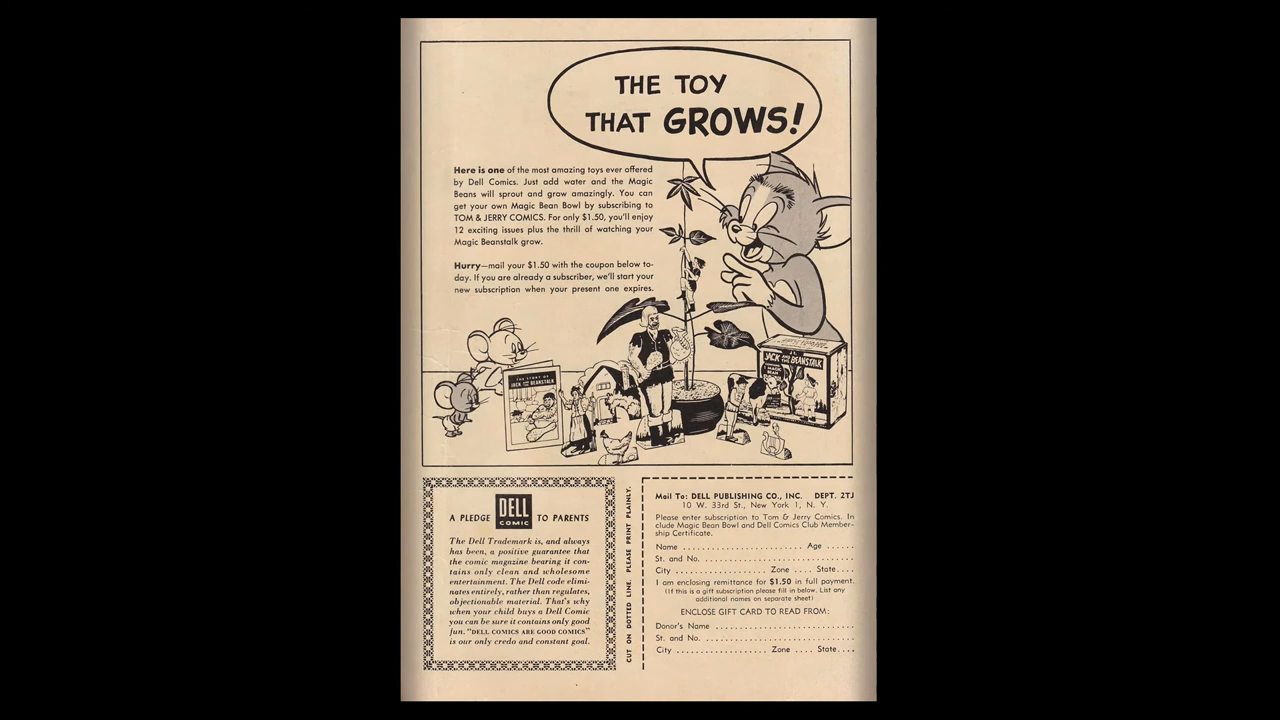 THE TOY
THAT GROWS!
Here is one of the most amazing toys ever offered
by Dell Comics. Just add water and the Magic
Beans will sprout and grow amazingly. You can
get your own Magic Bean Bowl by subscribing to
TOM & JERRY COMICS. For only $1.50, you'll enjoy
12 exciting issues plus the thrill of watching your
Magic Beanstalk grow.
Hurry—mail your $1.50 with the coupon below to-
day. If you are already a subscriber, we'll start your
new subscription when your present one expires.
THE STORY OF
JACK AND THE BEANSTALK
JACK AND THE BEANSTALK
MAGIC
BEAN
A PLEDGE DELL COMIC TO PARENTS
The Dell Trademark is, and always
has been, a positive guarantee that
the comic magazine bearing it con-
tains only clean and wholesome
entertainment. The Dell code elimi-
nates entirely, rather than regulates,
objectionable material. That's why
when your child buys a Dell Comic
you can be sure it contains only good
fun. "DELL COMICS ARE GOOD COMICS"
is our only credo and constant goal.
CUT ON DOTTED LINE. PLEASE PRINT PLAINLY.
Mail To: DELL PUBLISHING CO., INC. DEPT. 2TJ
10 W. 33rd St., New York 1, N. Y.
Please enter subscription to Tom & Jerry Comics. In
clude Magic Bean Bowl and Dell Comics Club Member-
ship Certificate.
Name ........................ Age ......
St. and No. ........................
City ........................ Zone .... State....
I am enclosing remittance for $1.50 in full payment.
(If this is a gift subscription please fill in below. List any
additional names on separate sheet)
ENCLOSE GIFT CARD TO READ FROM:
Donor's Name ........................
St. and No. ........................
City ........................ Zone .... State....